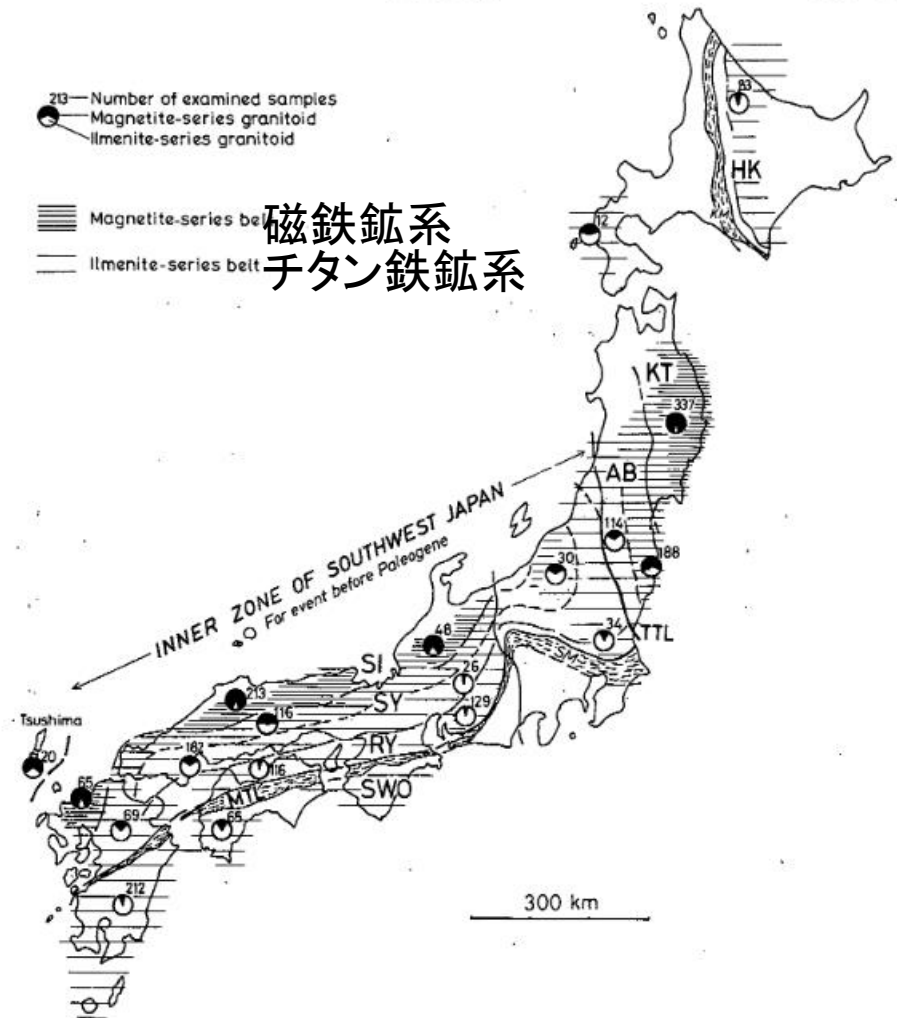 213 Number of examined samples
Magnetite-series granitoid
Ilmenite-series granitoid
Magnetite-series belt 磁鉄鉱系
Ilmenite-series belt チタン鉄鉱系
83
HK
KM
12
KT
337
AB
114
188
30
INNER ZONE OF SOUTHWEST JAPAN
For event before Paleogene
34
TTL
SM
48
SI
26
213
SY
129
116
Tsushima
RY
20
182
116
SWO
65
MTL
69
65
212
300 km